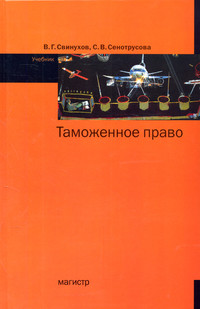 В. Г. Свинухов, С. В. Сенотрусова
Учебник
Таможенное право
магистр